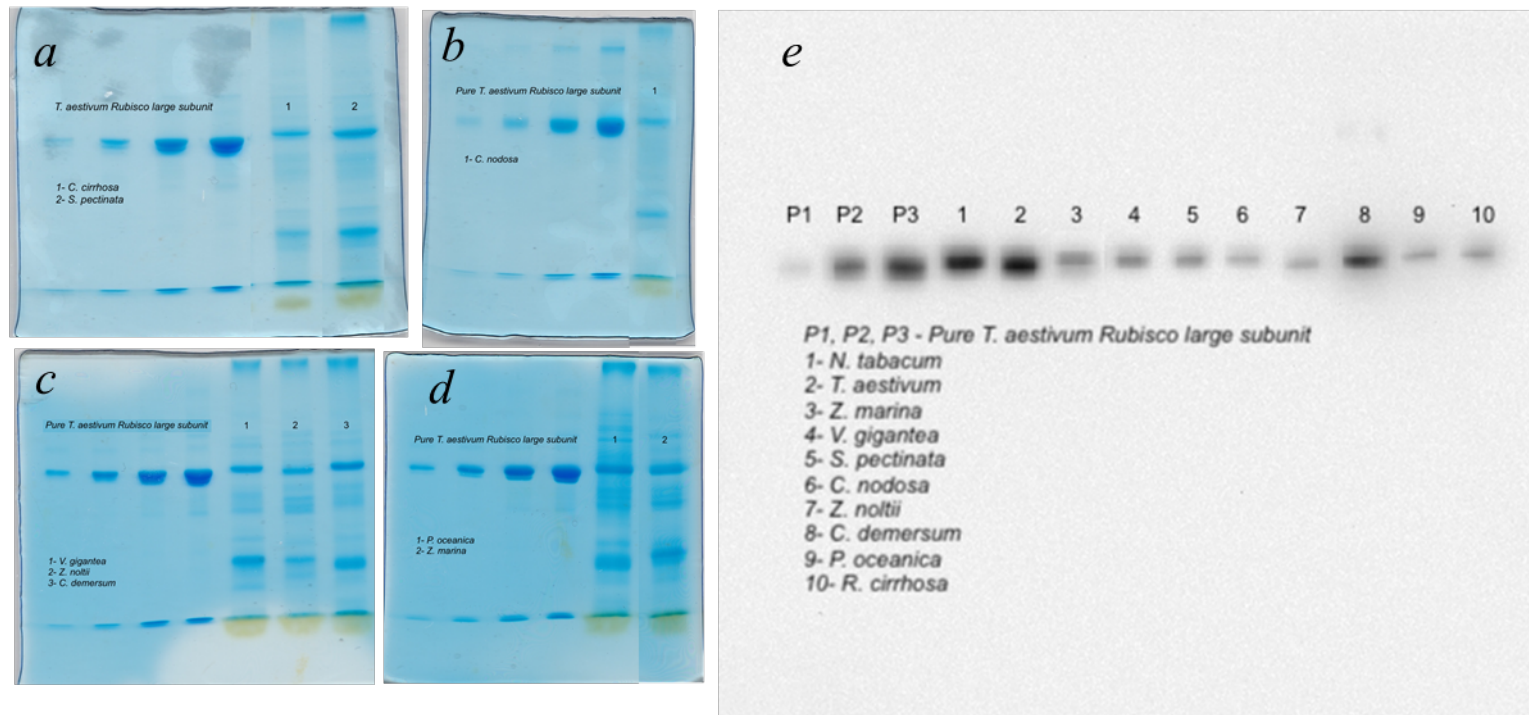 a
T. aestivum Rubisco large subunit 1 2
1- C. cirrhosa
2- S. pectinata
b
Pure T. aestivum Rubisco large subunit 1
1- C. nodosa
c
Pure T. aestivum Rubisco large subunit 1 2 3
1- V. gigantea
2- Z. noltii
3- C. demersum
d
Pure T. aestivum Rubisco large subunit 1 2
1- P. oceanica
2- Z. marina
e
P1 P2 P3 1 2 3 4 5 6 7 8 9 10
P1, P2, P3 - Pure T. aestivum Rubisco large subunit
1- N. tabacum
2- T. aestivum
3- Z. marina
4- V. gigantea
5- S. pectinata
6- C. nodosa
7- Z. noltii
8- C. demersum
9- P. oceanica
10- R. cirrhosa